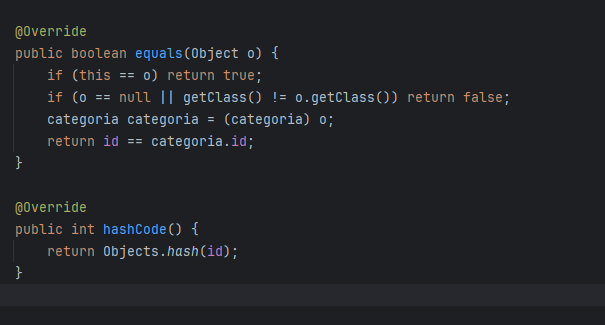 @Override
public boolean equals(Object o) {
    if (this == o) return true;
    if (o == null || getClass() != o.getClass()) return false;
    categoria categoria = (categoria) o;
    return id == categoria.id;
}

@Override
public int hashCode() {
    return Objects.hash(id);
}